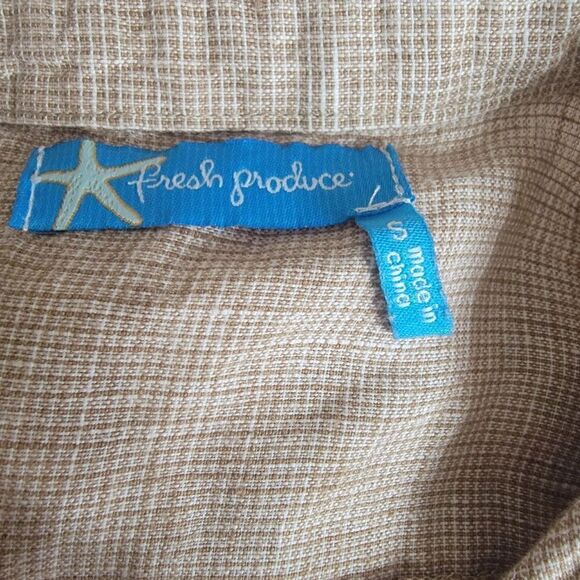 fresh produce
S
made in
china